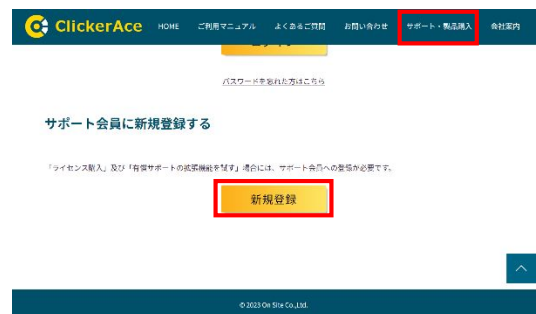 ClickerAce HOME ご利用マニュアル よくあるご質問 お問い合わせ サポート・製品購入 会社案内
パスワードを忘れた方はこちら
サポート会員に新規登録する
「ライセンス購入」及び「有償サポートの拡張機能を試す」場合には、サポート会員への登録が必要です。
新規登録
© 2023 On Site Co.,Ltd.